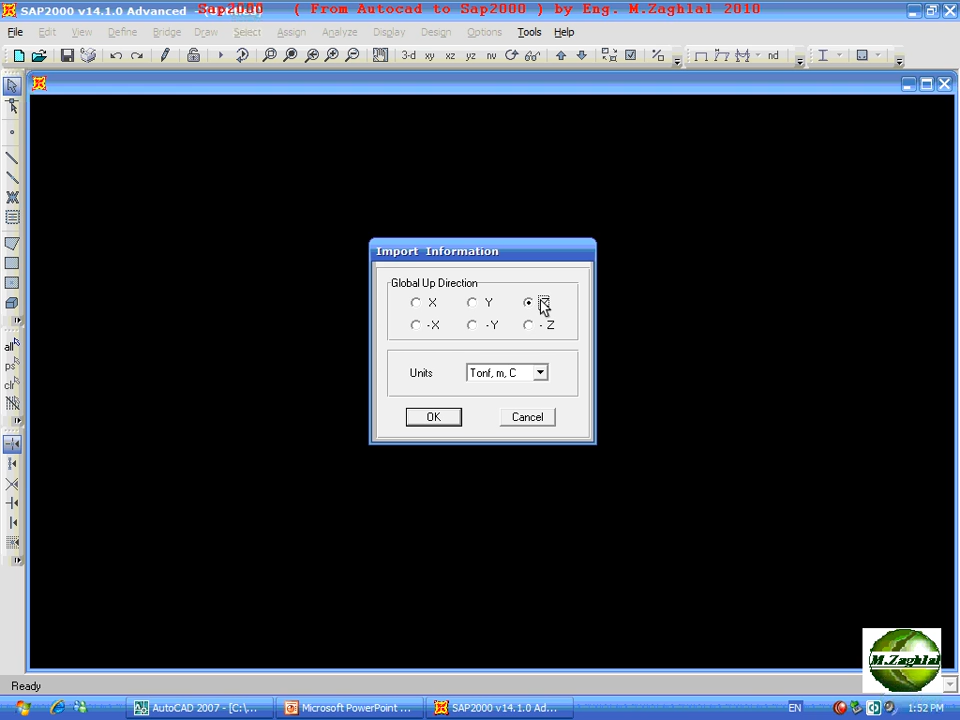 SAP2000 v14.1.0 Advanced
Sap2000 ( From Autocad to Sap2000 ) by Eng. M.Zaghlal 2010
File Edit View Define Bridge Draw Select Assign Analyze Display Design Options Tools Help
3-d xy xz yz nv nd
all
ps
clr
Import Information
Global Up Direction
X Y
-X -Y - Z
Units Tonf, m, C
OK Cancel
M.Zaghlal
Ready
AutoCAD 2007 - [C:\... Microsoft PowerPoint ... SAP2000 v14.1.0 Ad... EN 1:52 PM